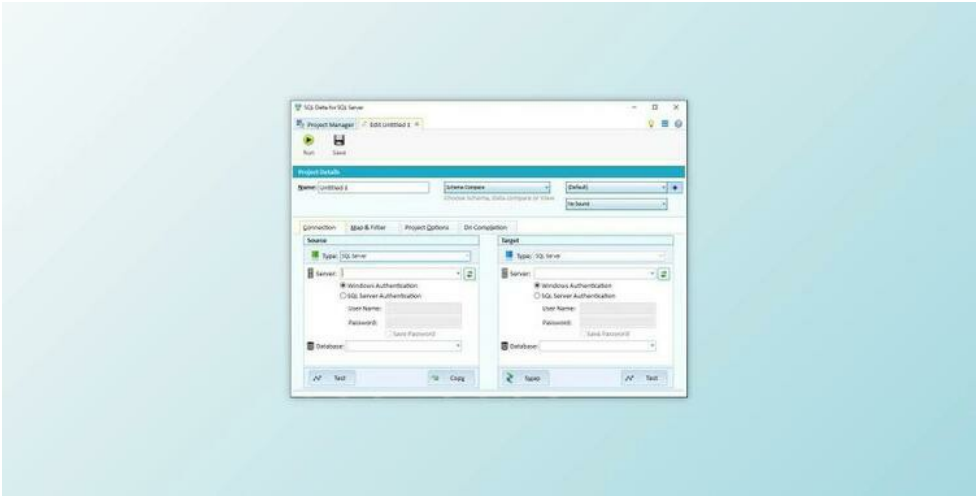 SQL Data for SQL Server
Project Manager Edit Untitled 1
Run Save
Project Details
Name: Untitled 1 Schema Compare (Default)
Choose Schema, Data compare or View No Sound
Connection Map & Filter Project Options On Completion
Source Target
Type: SQL Server Type: SQL Server
Server: Server:
Windows Authentication Windows Authentication
SQL Server Authentication SQL Server Authentication
User Name: User Name:
Password: Password:
Save Password Save Password
Database: Database:
Test Copy Test